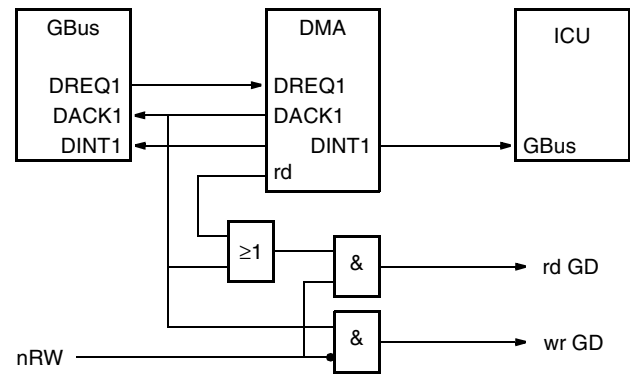 GBus
DREQ1
DACK1
DINT1
DMA
DREQ1
DACK1
DINT1
rd
ICU
GBus
≥1
&
rd GD
&
wr GD
nRW